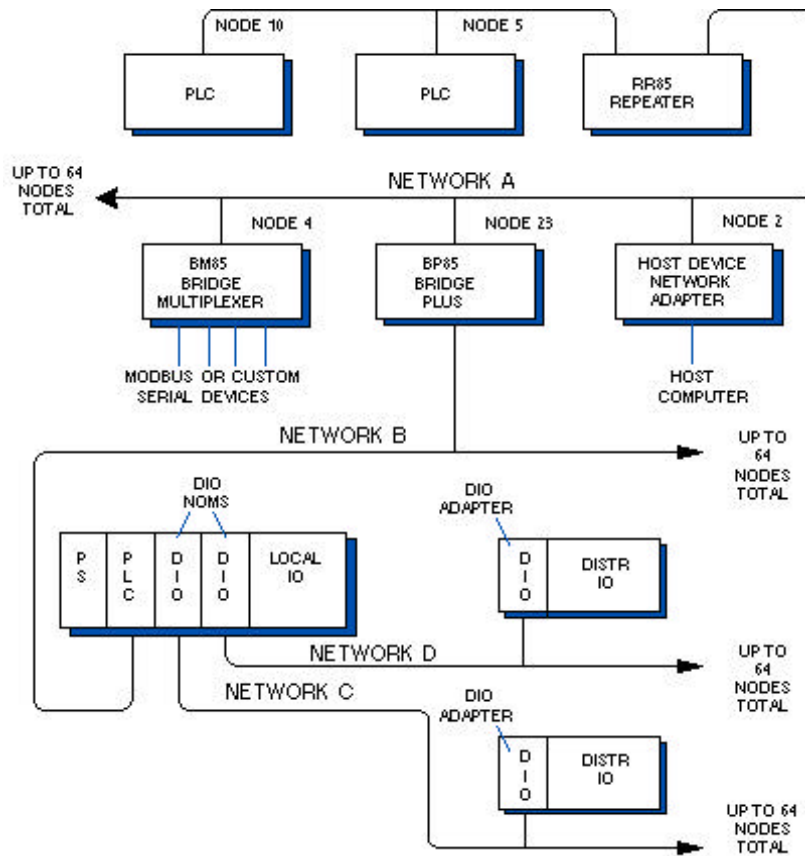 NODE 10
NODE 5
PLC
PLC
RR85
REPEATER
UP TO 64
NODES
TOTAL
NETWORK A
NODE 4
NODE 23
NODE 2
BM85
BRIDGE
MULTIPLEXER
BP85
BRIDGE
PLUS
HOST DEVICE
NETWORK
ADAPTER
MODBUS OR CUSTOM
SERIAL DEVICES
HOST
COMPUTER
NETWORK B
UP TO
64
NODES
TOTAL
DIO
NOMS
DIO
ADAPTER
PS
PLC
DIO
DIO
LOCAL
IO
DIO
DISTR
IO
NETWORK D
UP TO
64
NODES
TOTAL
NETWORK C
DIO
ADAPTER
DIO
DISTR
IO
UP TO 64
NODES
TOTAL